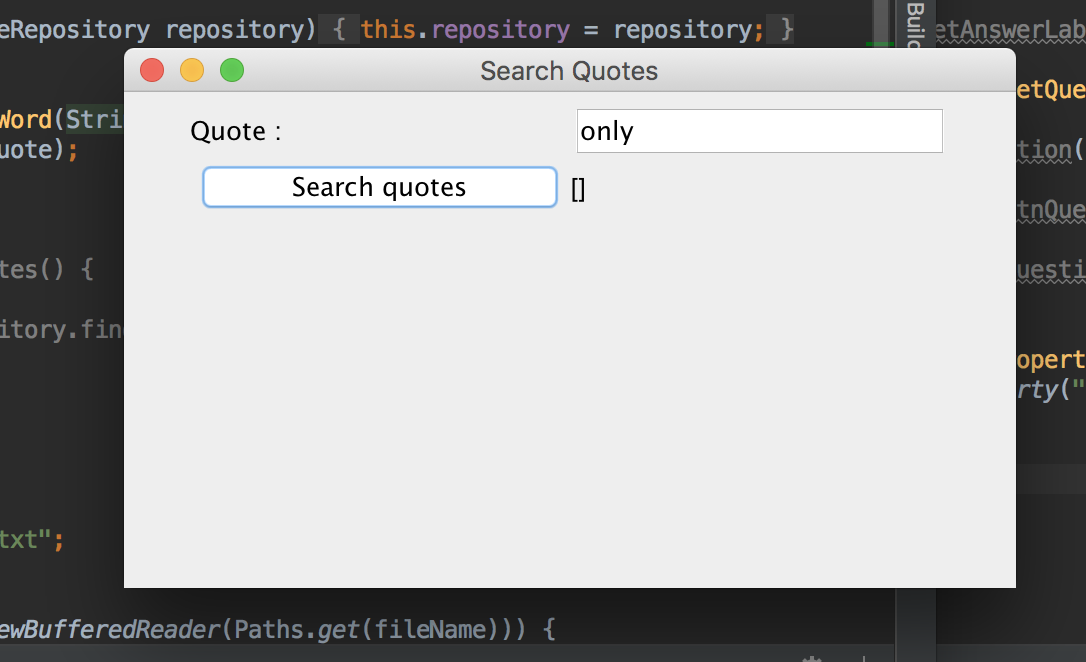 eRepository repository) { this.repository = repository; }
Build
etAnswerLab
Search Quotes
etQue
Word(Stri
Quote :
only
uote);
tion(
Search quotes
[]
tnQue
tes() {
uesti
itory.fin
opert
rty("
txt";
ewBufferedReader(Paths.get(fileName))) {